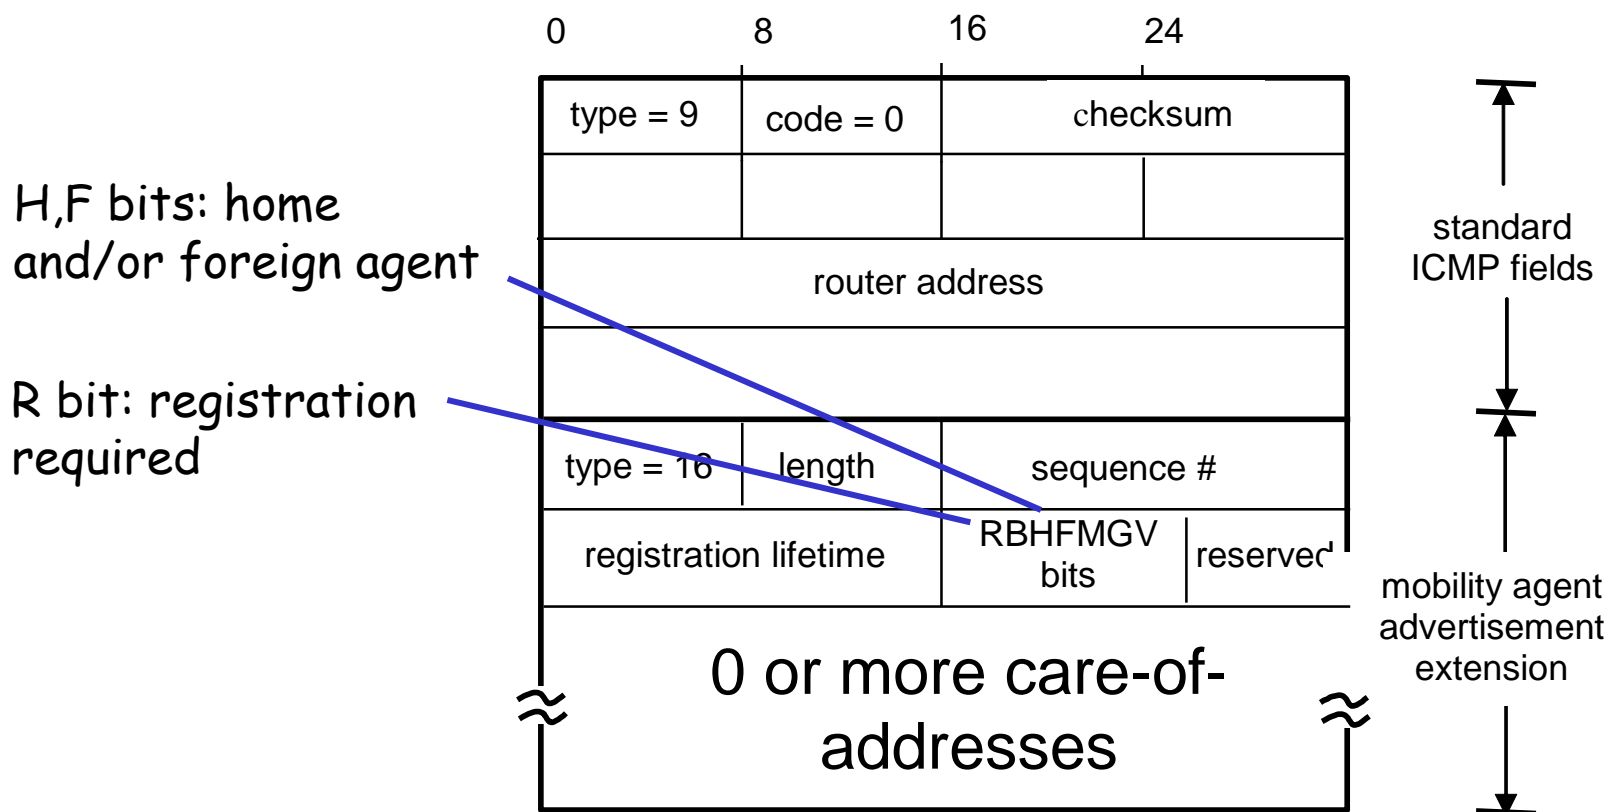 0 8 16 24
type = 9 code = 0 checksum
H,F bits: home
and/or foreign agent
router address
standard
ICMP fields
R bit: registration
required
type = 16 length sequence #
registration lifetime
RBHFMGV
bits
reserved
mobility agent
advertisement
extension
0 or more care-of-
addresses